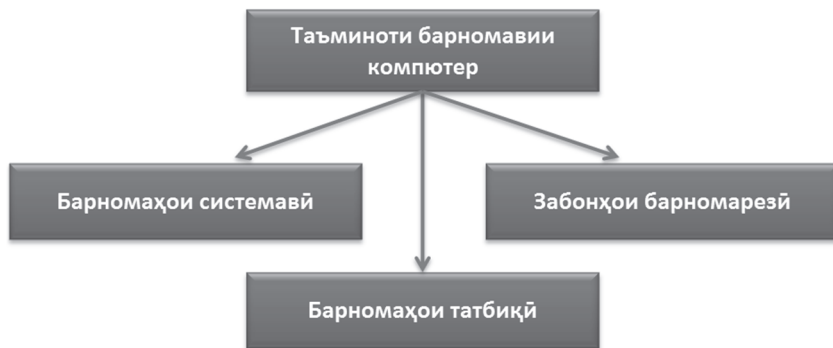 Таъминоти барномавии
компютер
Барномаҳои системавӣ
Забонҳои барномарезӣ
Барномаҳои татбиқӣ